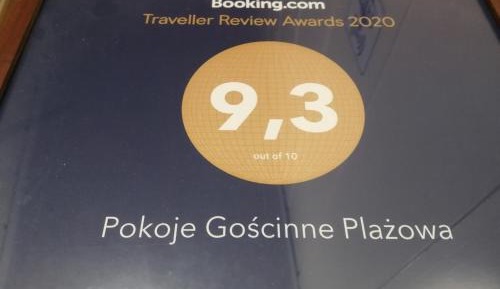 Booking.com
Traveller Review Awards 2020
9,3
out of 10
Pokoje Gościnne Plażowa